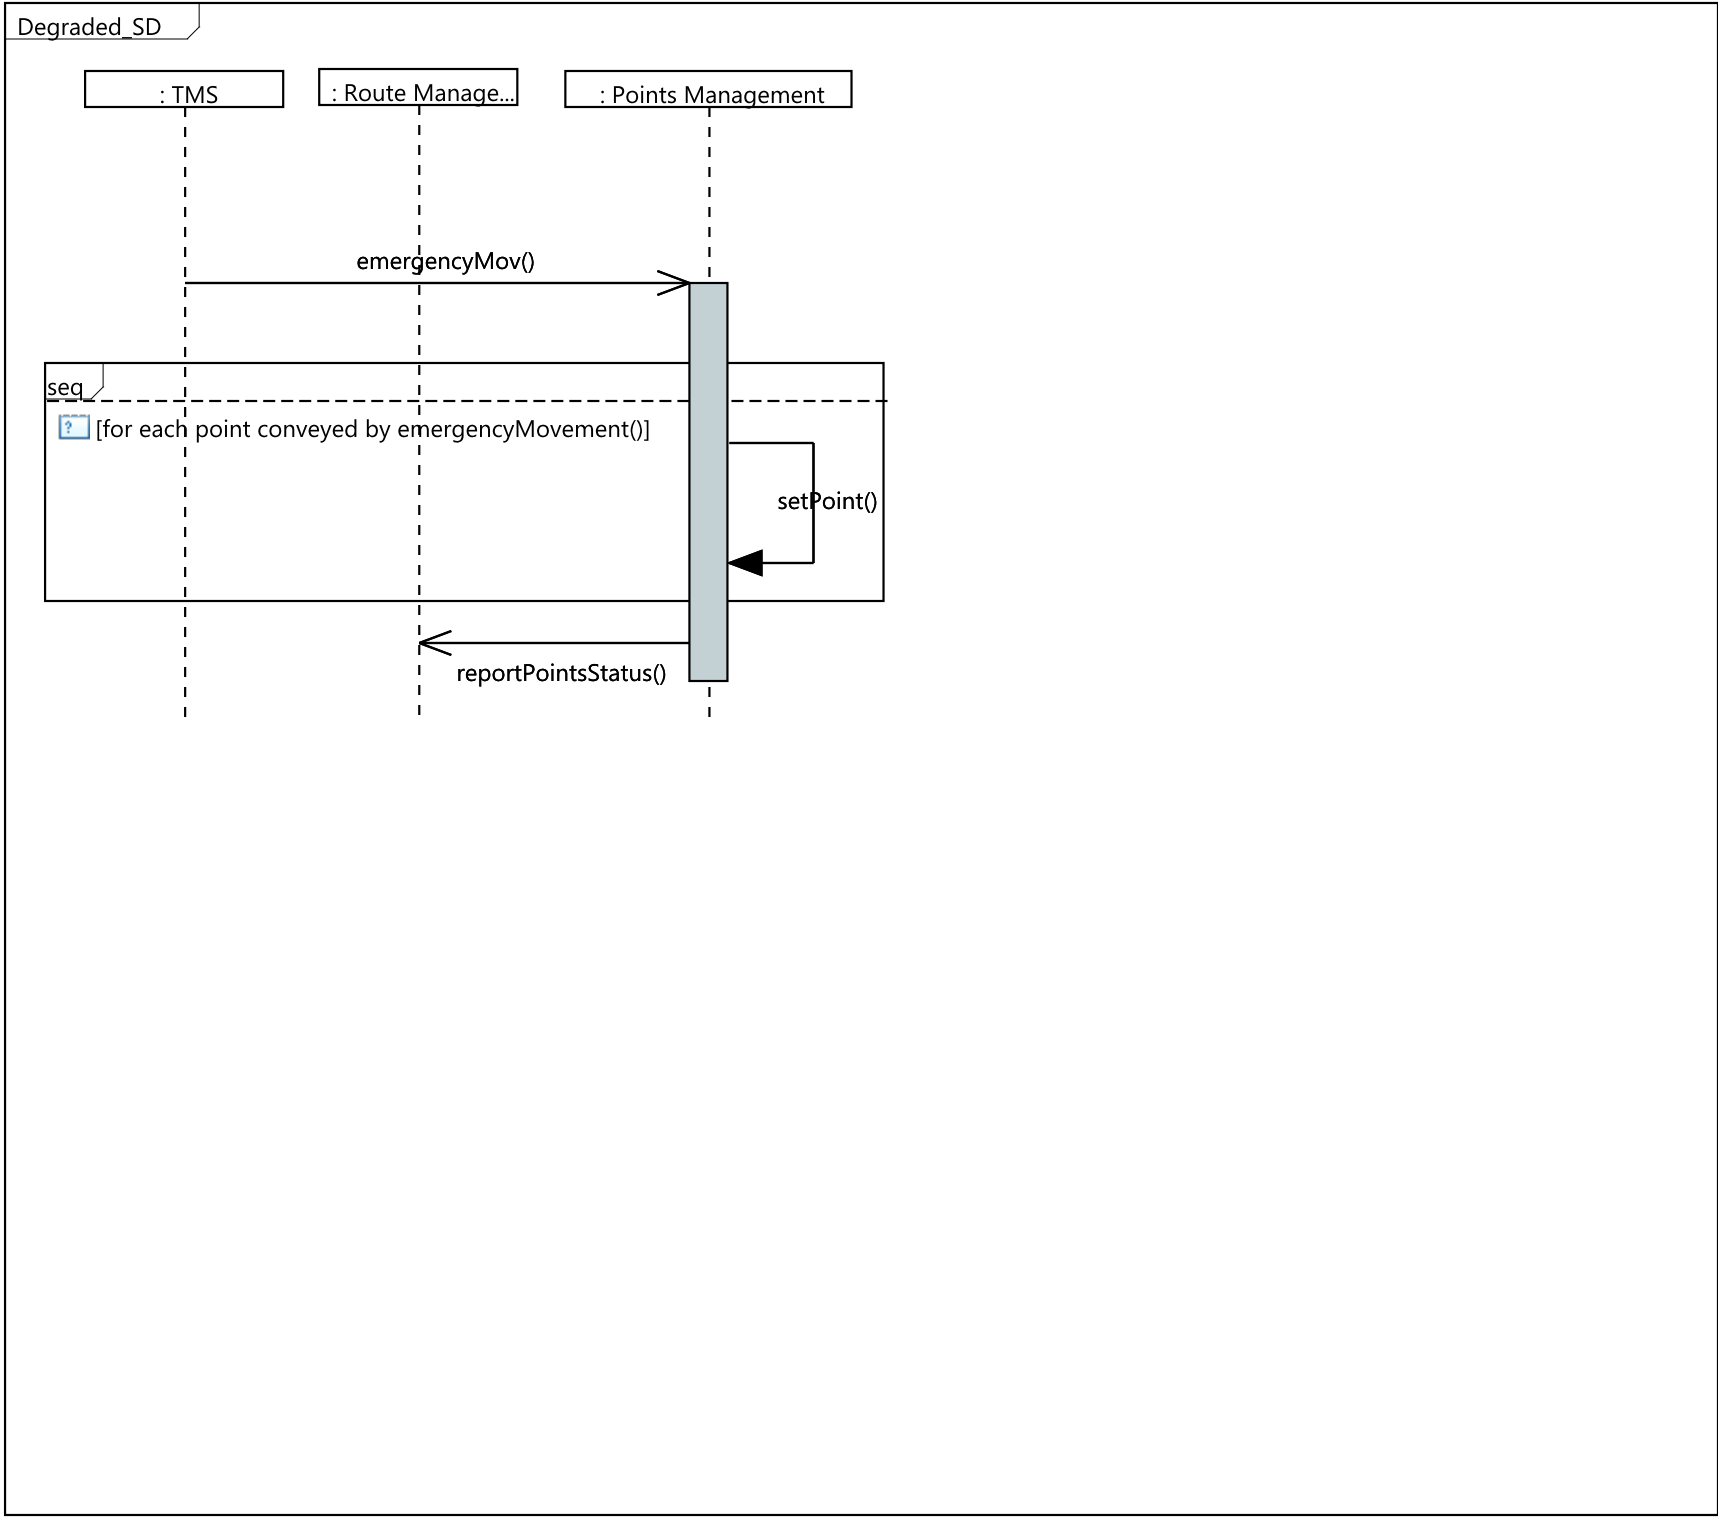 Degraded_SD
: TMS
: Route Manage...
: Points Management
emergencyMov()
seq
? [for each point conveyed by emergencyMovement()]
setPoint()
reportPointsStatus()